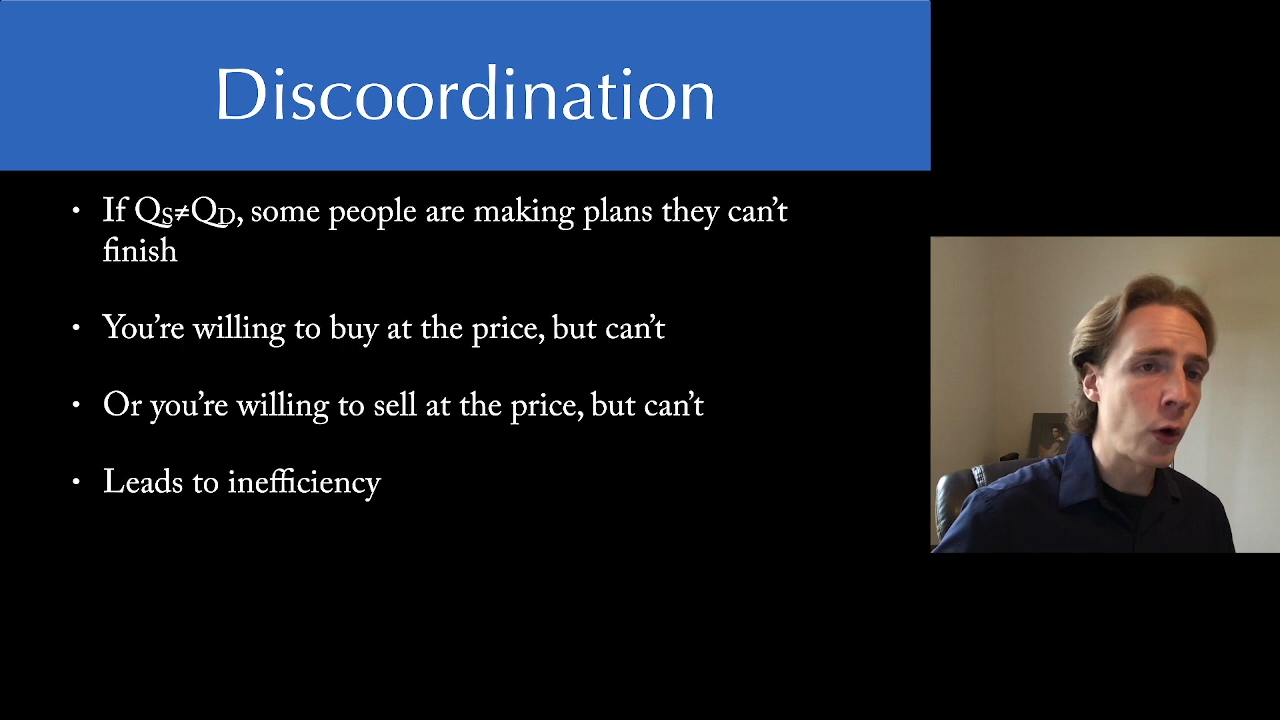 Discoordination
• If QS≠QD, some people are making plans they can’t
finish
• You’re willing to buy at the price, but can’t
• Or you’re willing to sell at the price, but can’t
• Leads to inefficiency